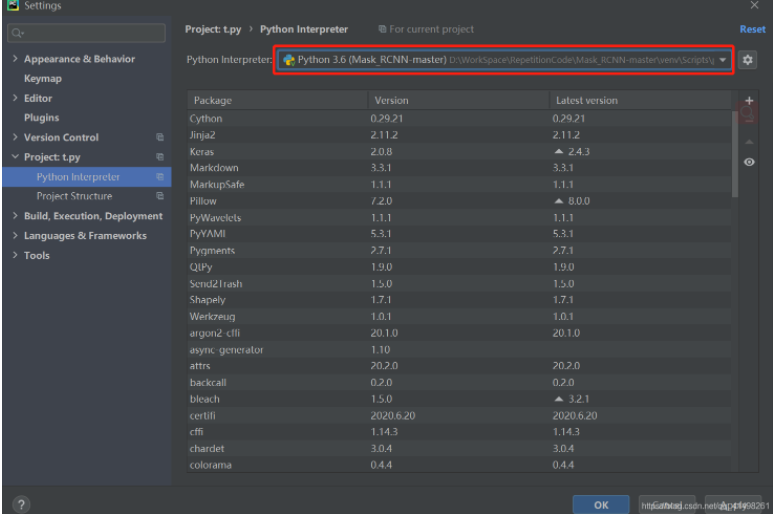 Settings
Project: t.py > Python Interpreter For current project Reset
Python Interpreter: Python 3.6 (Mask_RCNN-master) D:\WorkSpace\RepetitionCode\Mask_RCNN-master\venv\Scripts\
Appearance & Behavior
Keymap
Editor
Plugins
Version Control
Project: t.py
Python Interpreter
Project Structure
Build, Execution, Deployment
Languages & Frameworks
Tools
Package Version Latest version
Cython 0.29.21 0.29.21
Jinja2 2.11.2 2.11.2
Keras 2.0.8 ▲ 2.4.3
Markdown 3.3.1 3.3.1
MarkupSafe 1.1.1 1.1.1
Pillow 7.2.0 ▲ 8.0.0
PyWavelets 1.1.1 1.1.1
PyYAML 5.3.1 5.3.1
Pygments 2.7.1 2.7.1
QtPy 1.9.0 1.9.0
Send2Trash 1.5.0 1.5.0
Shapely 1.7.1 1.7.1
Werkzeug 1.0.1 1.0.1
argon2-cffi 20.1.0 20.1.0
async-generator 1.10
attrs 20.2.0 20.2.0
backcall 0.2.0 0.2.0
bleach 1.5.0 ▲ 3.2.1
certifi 2020.6.20 2020.6.20
cffi 1.14.3 1.14.3
chardet 3.0.4 3.0.4
colorama 0.4.4 0.4.4
? OK Cancel Apply